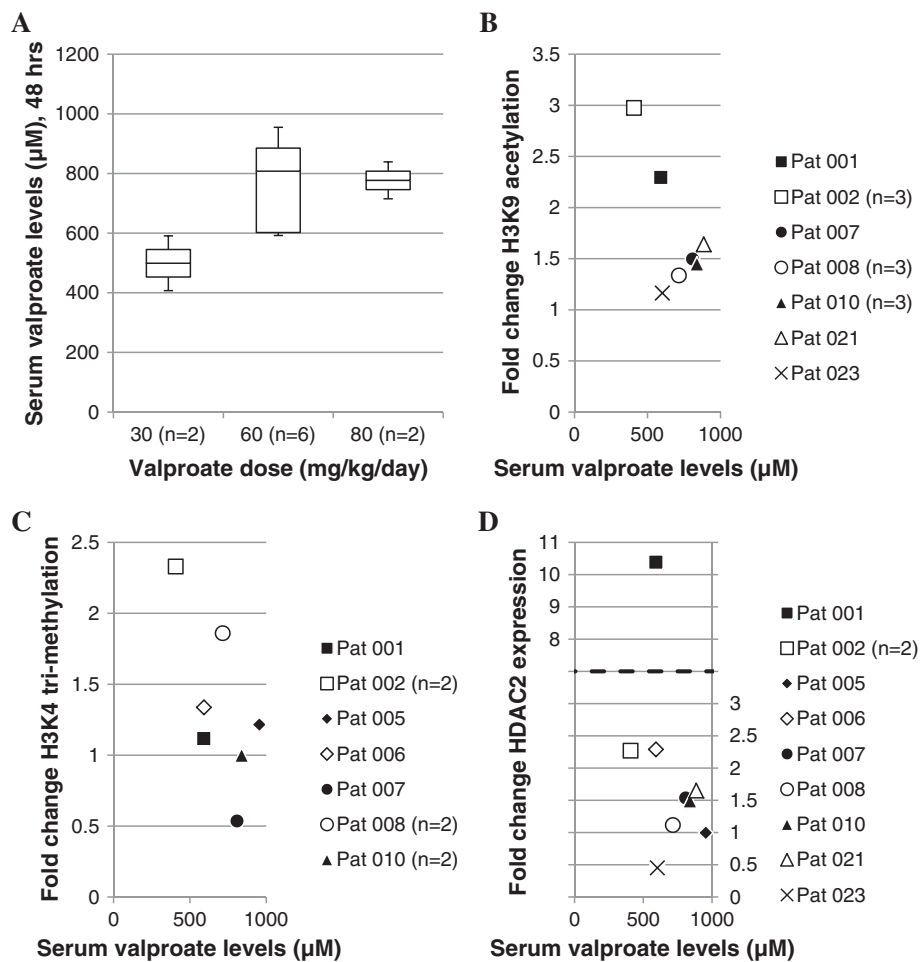 A
Serum valproate levels (µM), 48 hrs
1200
1000
800
600
400
200
0
30 (n=2)
60 (n=6)
80 (n=2)
Valproate dose (mg/kg/day)
B
Fold change H3K9 acetylation
3.5
3
2.5
2
1.5
1
0.5
0
0
500
1000
Serum valproate levels (µM)
Pat 001
Pat 002 (n=3)
Pat 007
Pat 008 (n=3)
Pat 010 (n=3)
Pat 021
Pat 023
C
Fold change H3K4 tri-methylation
2.5
2
1.5
1
0.5
0
0
500
1000
Serum valproate levels (µM)
Pat 001
Pat 002 (n=2)
Pat 005
Pat 006
Pat 007
Pat 008 (n=2)
Pat 010 (n=2)
D
Fold change HDAC2 expression
11
10
9
8
3
2.5
2
1.5
1
0.5
0
0
500
1000
Serum valproate levels (µM)
Pat 001
Pat 002 (n=2)
Pat 005
Pat 006
Pat 007
Pat 008
Pat 010
Pat 021
Pat 023